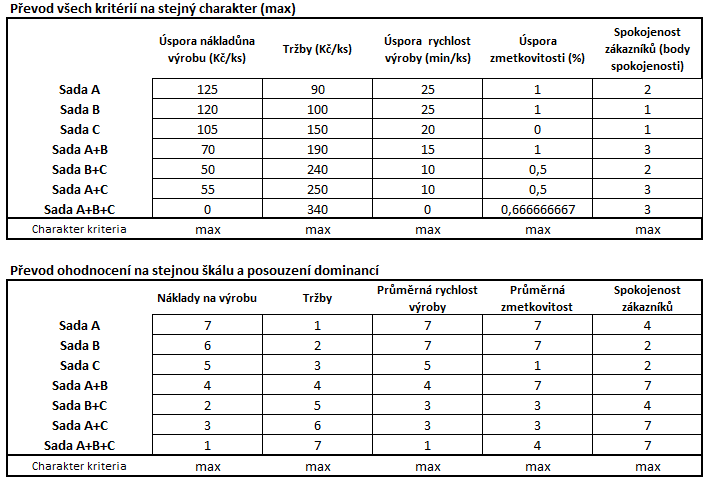 Převod všech kritérií na stejný charakter (max)
Úspora nákladůna výrobu (Kč/ks) Tržby (Kč/ks) Úspora rychlost výroby (min/ks) Úspora zmetkovitosti (%) Spokojenost zákazníků (body spokojenosti)
Sada A 125 90 25 1 2
Sada B 120 100 25 1 1
Sada C 105 150 20 0 1
Sada A+B 70 190 15 1 3
Sada B+C 50 240 10 0,5 2
Sada A+C 55 250 10 0,5 3
Sada A+B+C 0 340 0 0,666666667 3
Charakter kriteria max max max max max
Převod ohodnocení na stejnou škálu a posouzení dominancí
Náklady na výrobu Tržby Průměrná rychlost výroby Průměrná zmetkovitost Spokojenost zákazníků
Sada A 7 1 7 7 4
Sada B 6 2 7 7 2
Sada C 5 3 5 1 2
Sada A+B 4 4 4 7 7
Sada B+C 2 5 3 3 4
Sada A+C 3 6 3 3 7
Sada A+B+C 1 7 1 4 7
Charakter kriteria max max max max max